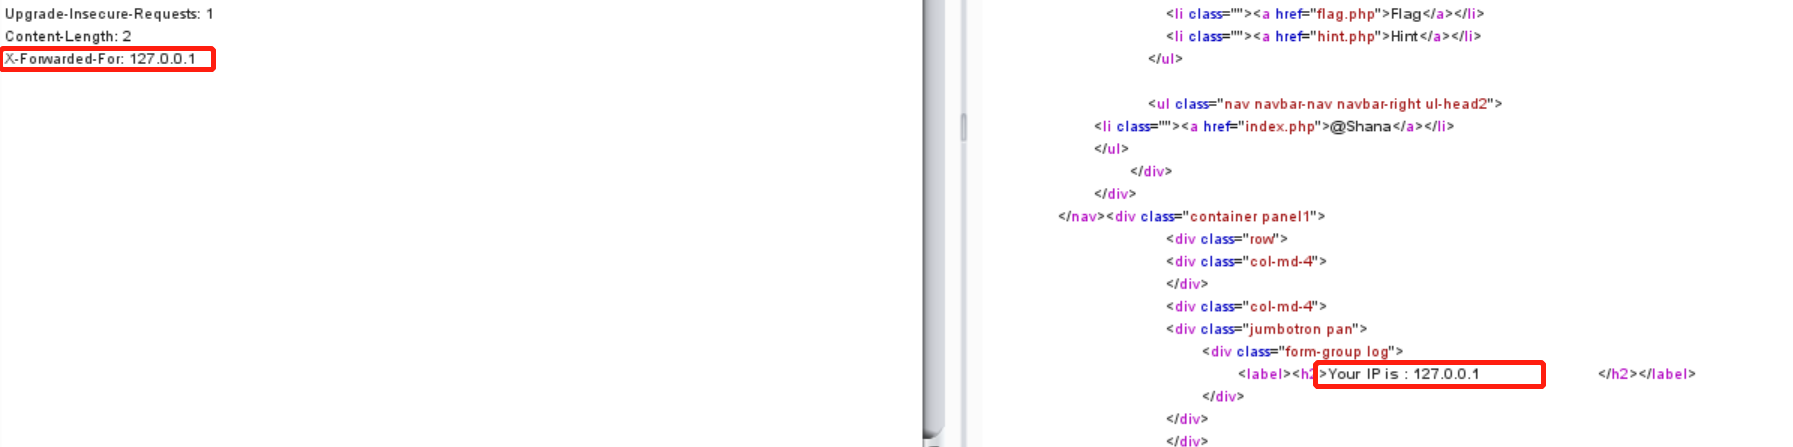 Upgrade-Insecure-Requests: 1
Content-Length: 2
X-Forwarded-For: 127.0.0.1
<li class=""><a href="flag.php">Flag</a></li>
<li class=""><a href="hint.php">Hint</a></li>
</ul>
<ul class="nav navbar-nav navbar-right ul-head2">
<li class=""><a href="index.php">@Shana</a></li>
</ul>
</div>
</div>
</nav><div class="container panel1">
<div class="row">
<div class="col-md-4">
</div>
<div class="col-md-4">
<div class="jumbotron pan">
<div class="form-group log">
<label><h2>Your IP is : 127.0.0.1 </h2></label>
</div>
</div>
</div>